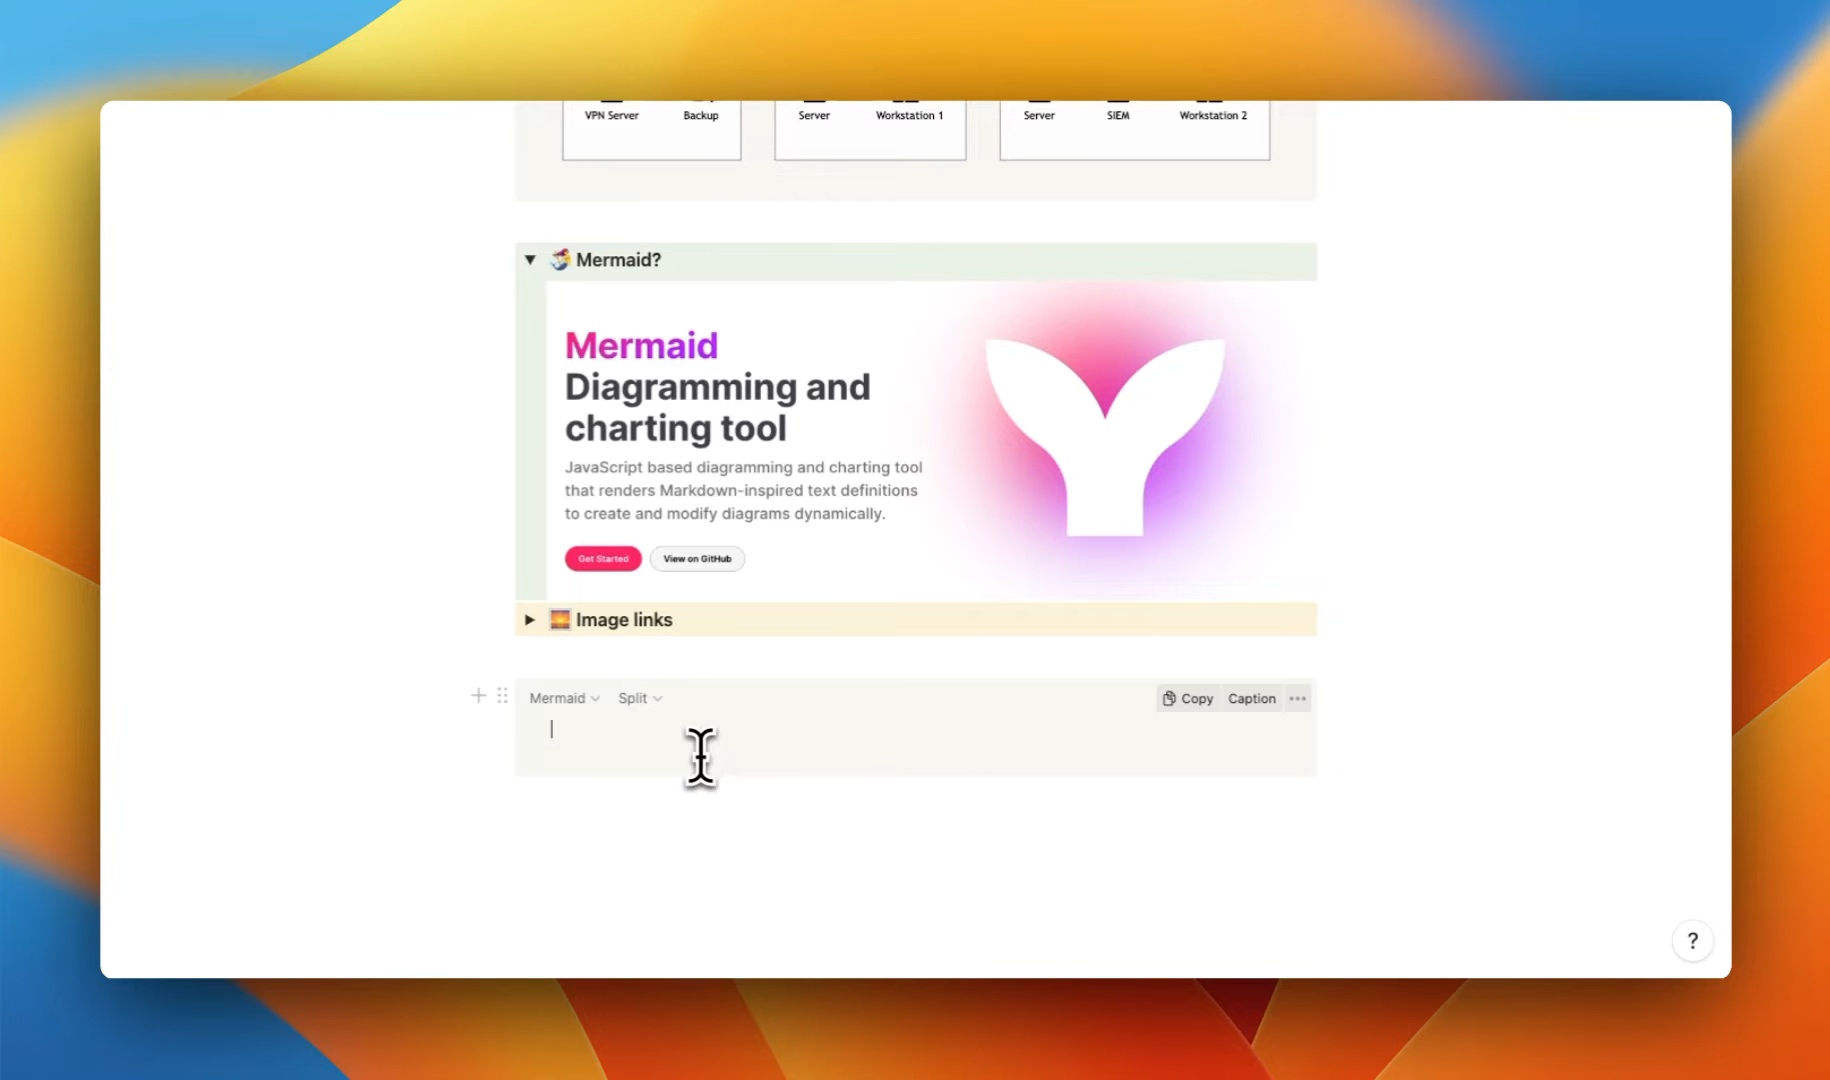 VPN Server Backup Server Workstation 1 Server SIEM Workstation 2
Mermaid?
Mermaid
Diagramming and
charting tool
JavaScript based diagramming and charting tool
that renders Markdown-inspired text definitions
to create and modify diagrams dynamically.
Get Started View on GitHub
Image links
Mermaid Split Copy Caption
?